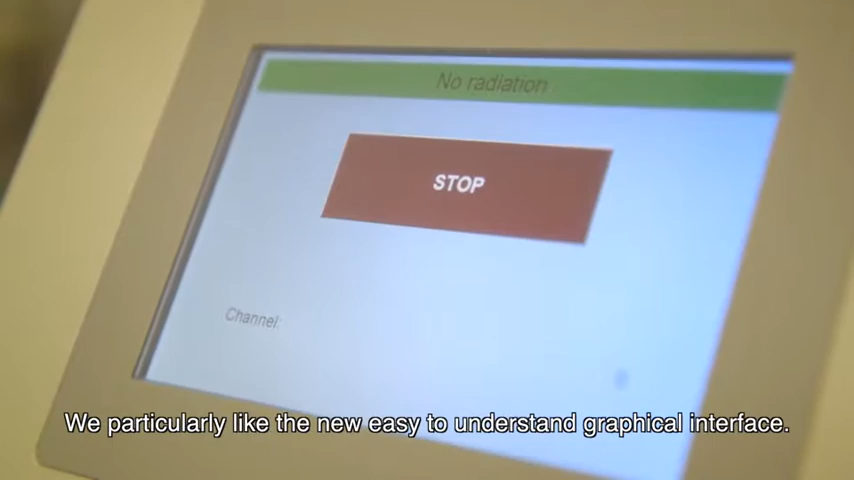 No radiation
STOP
Channel:
We particularly like the new easy to understand graphical interface.